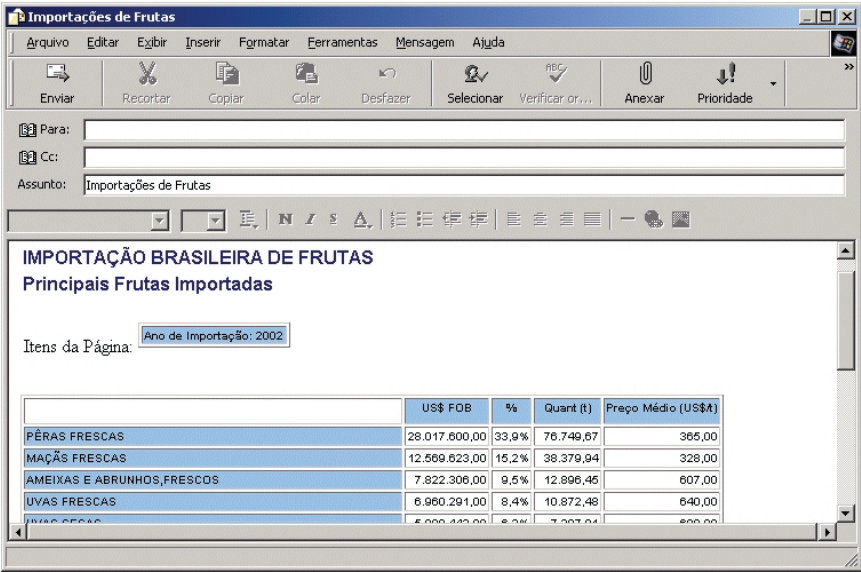 Importações de Frutas
Arquivo Editar Exibir Inserir Formatar Ferramentas Mensagem Ajuda
Enviar Recortar Copiar Colar Desfazer Selecionar Verificar or... Anexar Prioridade »
Para:
Cc:
Assunto: Importações de Frutas
N I S A
IMPORTAÇÃO BRASILEIRA DE FRUTAS
Principais Frutas Importadas
Itens da Página: Ano de Importação: 2002
US$ FOB % Quant (t) Preço Médio (US$/t)
PÊRAS FRESCAS 28.017.600,00 33,9% 76.749,67 365,00
MAÇÃS FRESCAS 12.569.623,00 15,2% 38.379,94 328,00
AMEIXAS E ABRUNHOS,FRESCOS 7.822.306,00 9,5% 12.896,45 607,00
UVAS FRESCAS 6.960.291,00 8,4% 10.872,48 640,00
UVAS SECAS